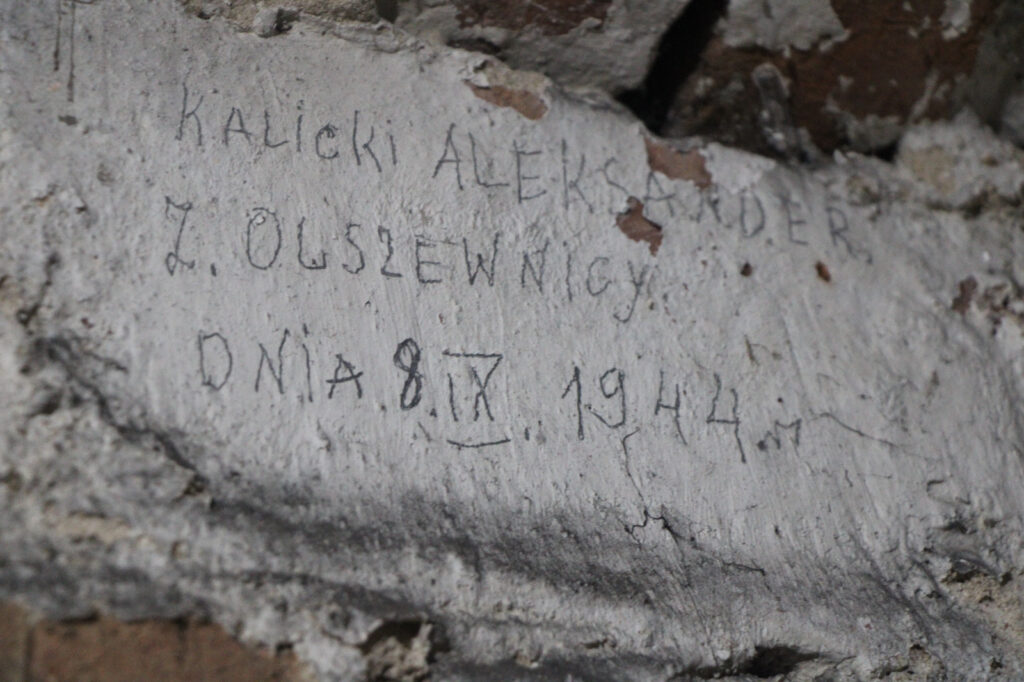 KALICKI ALEKSANDER
Z. OLSZEWNICY
DNIA 8. IX. 1944.